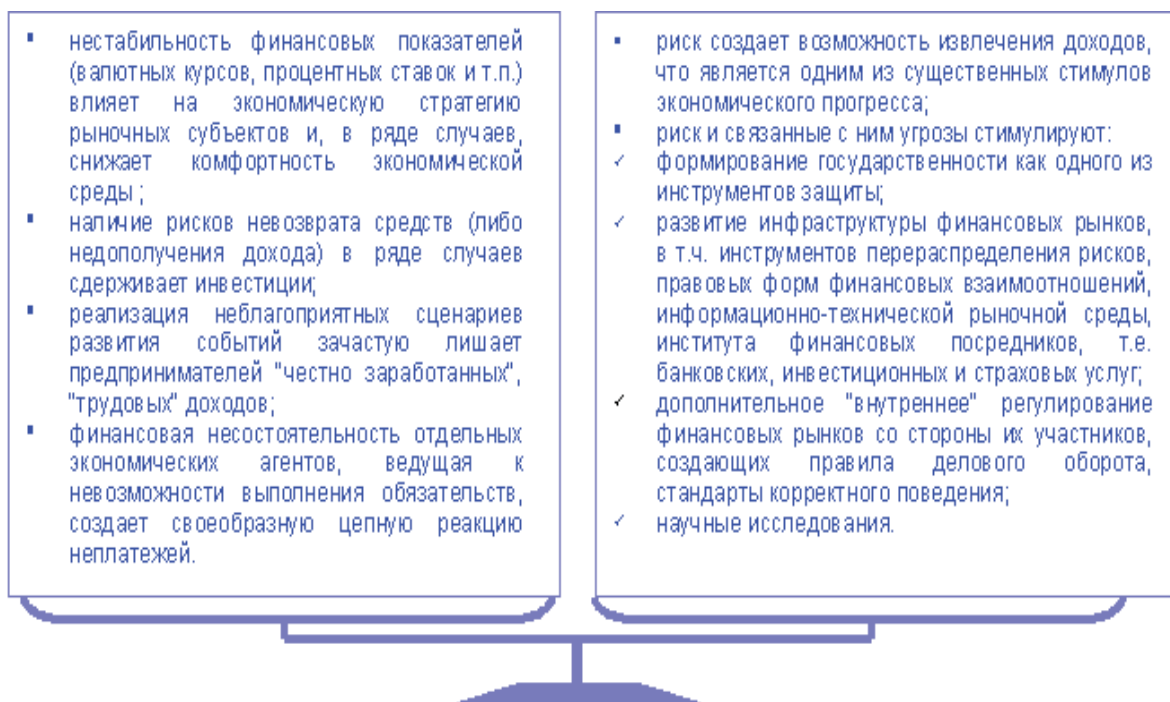 ▪ нестабильность финансовых показателей
(валютных курсов, процентных ставок и т.п.)
влияет на экономическую стратегию
рыночных субъектов и, в ряде случаев,
снижает комфортность экономической
среды ;
▪ наличие рисков невозврата средств (либо
недополучения дохода) в ряде случаев
сдерживает инвестиции;
▪ реализация неблагоприятных сценариев
развития событий зачастую лишает
предпринимателей "честно заработанных",
"трудовых" доходов;
▪ финансовая несостоятельность отдельных
экономических агентов, ведущая к
невозможности выполнения обязательств,
создает своеобразную цепную реакцию
неплатежей.
▪ риск создает возможность извлечения доходов,
что является одним из существенных стимулов
экономического прогресса;
▪ риск и связанные с ним угрозы стимулируют:
✓ формирование государственности как одного из
инструментов защиты;
✓ развитие инфраструктуры финансовых рынков,
в т.ч. инструментов перераспределения рисков,
правовых форм финансовых взаимоотношений,
информационно-технической рыночной среды,
института финансовых посредников, т.е.
банковских, инвестиционных и страховых услуг;
✓ дополнительное "внутреннее" регулирование
финансовых рынков со стороны их участников,
создающих правила делового оборота,
стандарты корректного поведения;
✓ научные исследования.